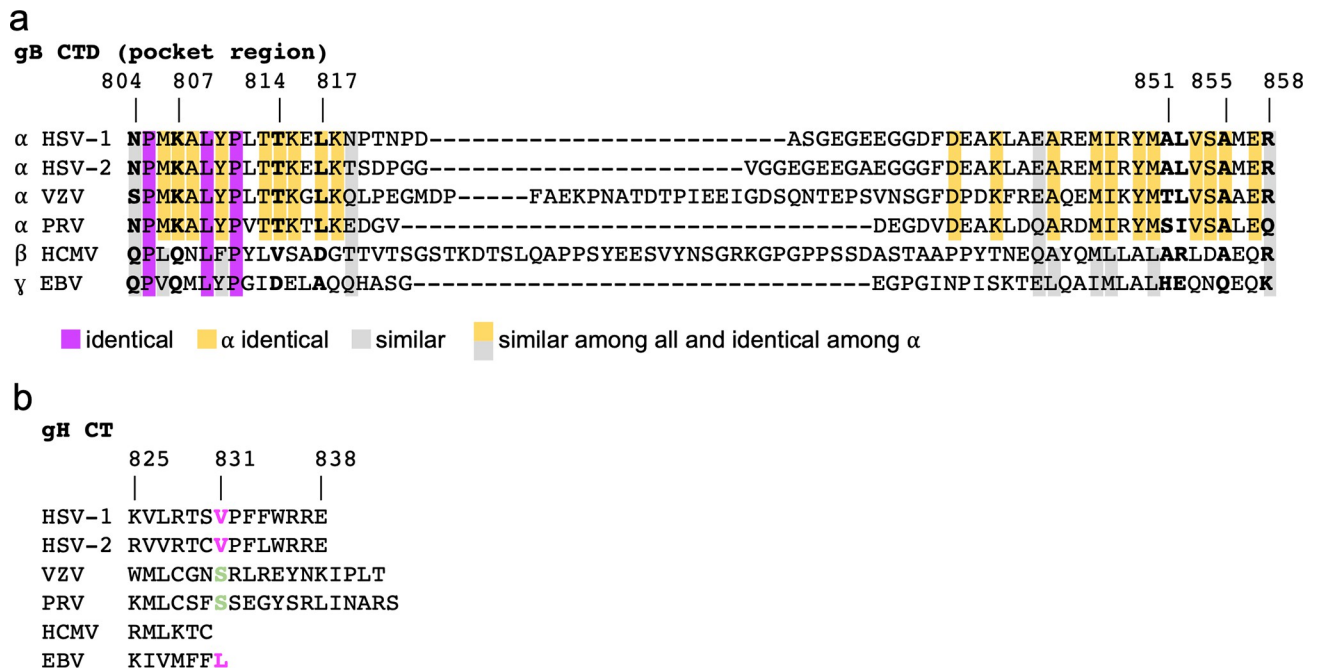 a
gB CTD (pocket region)
804 807 814 817 851 855 858
α HSV-1 NPMKALYPLTTKELKNPTNPD-------------------------ASGEGEEGGDFDEAKLAEAREMIRYMALVSAMER
α HSV-2 NPMKALYPLTTKELKTSDPGG----------------------VGGEGEEGAEGGGFDEAKLAEAREMIRYMALVSAMER
α VZV SPMKALYPLTTKGLKQLPEGMDP-----FAEKPNATDTPIEEIGDSQNTEPSVNSGFDPDKFREAQEMIKYMTLVSAAER
α PRV NPMKALYPVTTKTLKEDGV---------------------------------DEGDVDEAKLDQARDMIRYMSIVSALEQ
β HCMV QPLQNLFPYLVSADGTTVTSGSTKDTSLQAPPSYEESVYNSGRKGPGPPSSDASTAAPPYTNEQAYQMLLALARLDAEQR
ɣ EBV QPVQMLYPGIDELAQQHASG--------------------------------EGPGINPISKTELQAIMLALHEQNQEQK
identical α identical similar similar among all and identical among α
b
gH CT
825 831 838
HSV-1 KVLRTSVPFFWRRE
HSV-2 RVVRTCVPFLWRRE
VZV WMLCGNSRLREYNKIPLT
PRV KMLCSFSSEGYSRLINARS
HCMV RMLKTC
EBV KIVMFFL